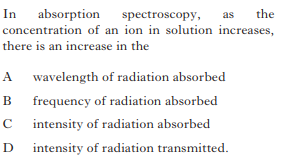 In absorption spectroscopy, as the
concentration of an ion in solution increases,
there is an increase in the
A wavelength of radiation absorbed
B frequency of radiation absorbed
C intensity of radiation absorbed
D intensity of radiation transmitted.